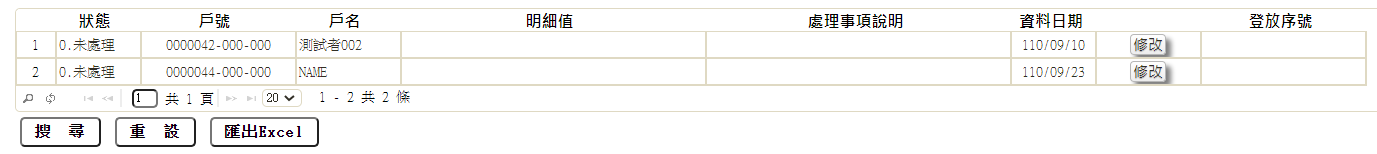 狀態 戶號 戶名 明細值 處理事項說明 資料日期 登放序號
1 0.未處理 0000042-000-000 測試者002 110/09/10 修改
2 0.未處理 0000044-000-000 NAME 110/09/23 修改
1 共 1 頁 20 1 - 2 共 2 條
搜 尋 重 設 匯出Excel